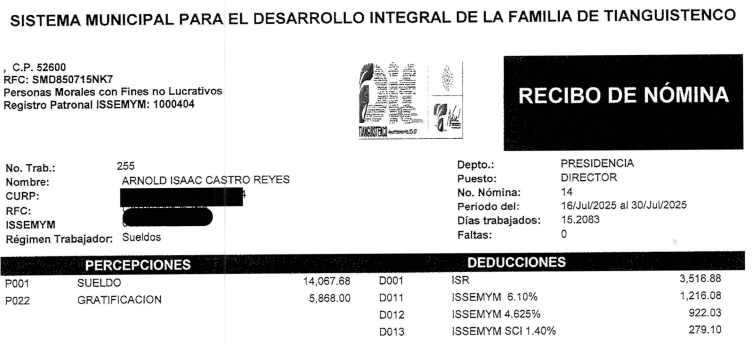 SISTEMA MUNICIPAL PARA EL DESARROLLO INTEGRAL DE LA FAMILIA DE TIANGUISTENCO
, C.P. 52600
RFC: SMD850715NK7
Personas Morales con Fines no Lucrativos
Registro Patronal ISSEMYM: 1000404
TIANGUISTENCO
RECIBO DE NÓMINA
No. Trab.: 255
Nombre: ARNOLD ISAAC CASTRO REYES
CURP:
RFC:
ISSEMYM
Régimen Trabajador: Sueldos
Depto.: PRESIDENCIA
Puesto: DIRECTOR
No. Nómina: 14
Periodo del: 16/Jul/2025 al 30/Jul/2025
Días trabajados: 15.2083
Faltas: 0
PERCEPCIONES DEDUCCIONES
P001 SUELDO 14,067.68 D001 ISR 3,516.88
P022 GRATIFICACION 5,868.00 D011 ISSEMYM 6.10% 1,216.08
D012 ISSEMYM 4.625% 922.03
D013 ISSEMYM SCI 1.40% 279.10